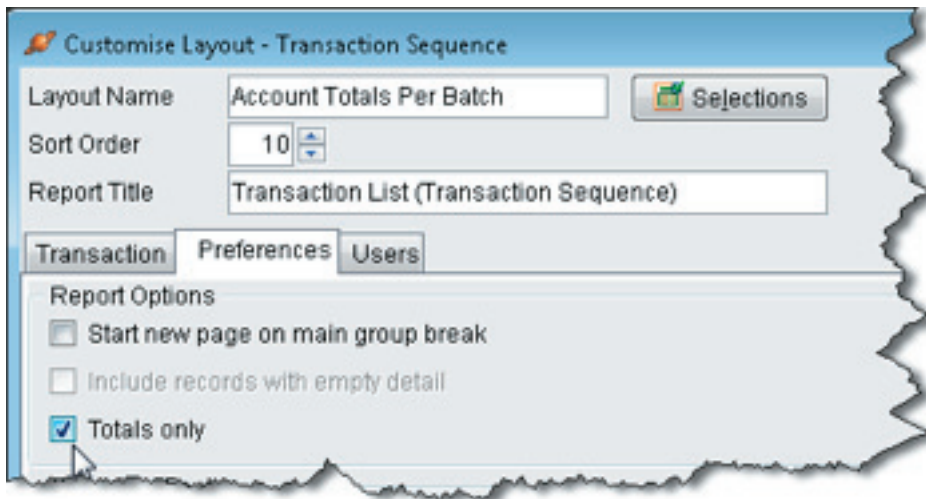 Customise Layout - Transaction Sequence
Layout Name Account Totals Per Batch Selections
Sort Order 10
Report Title Transaction List (Transaction Sequence)
Transaction Preferences Users
Report Options
Start new page on main group break
Include records with empty detail
Totals only